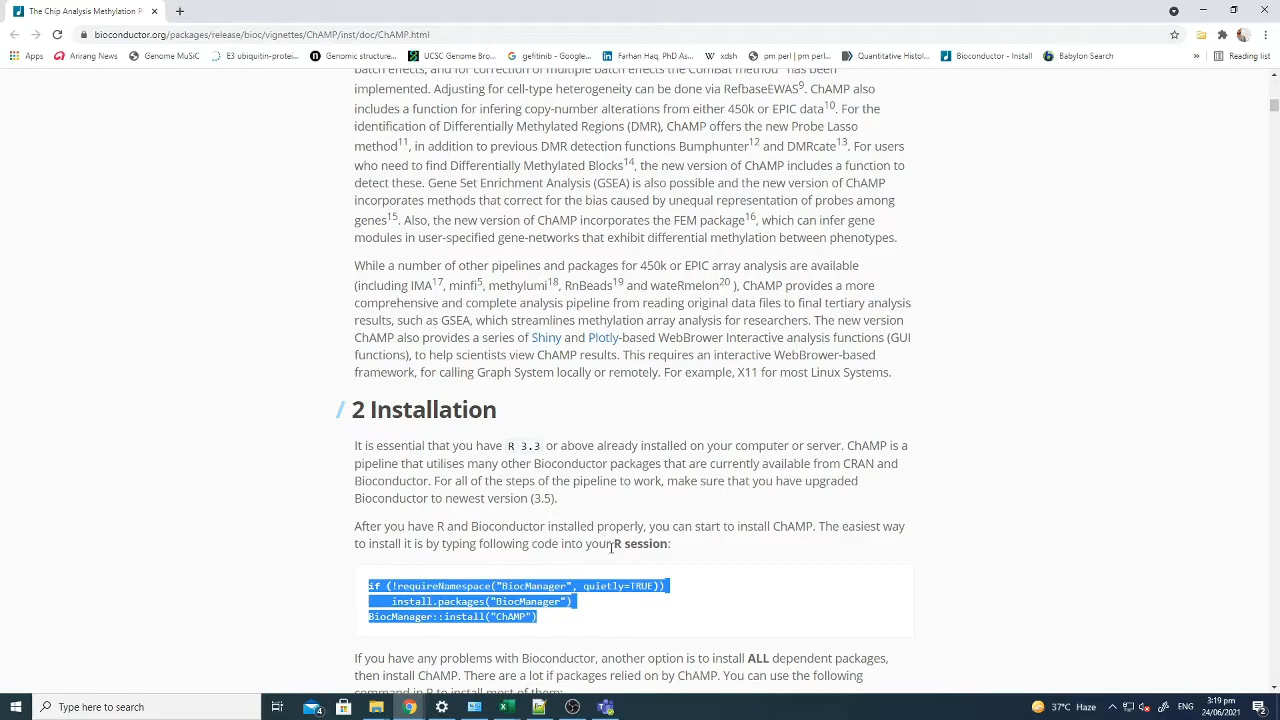 The Chip Analysis Methylation Pi
bioconductor.org/packages/release/bioc/vignettes/ChAMP/inst/doc/ChAMP.html
Apps Arirang News Genome MuSiC E3 ubiquitin-protei... Genomic structure... UCSC Genome Bro... gefitinib - Google... Farhan Haq, PhD As... xdsh pm perl | pm perl... Quantitative Histol... Bioconductor - Install Babylon Search » Reading list
batch effects, and for correction of multiple batch effects the ComBat method has been
implemented. Adjusting for cell-type heterogeneity can be done via RefbaseEWAS9. ChAMP also
includes a function for infering copy-number alterations from either 450k or EPIC data10. For the
identification of Differentially Methylated Regions (DMR), ChAMP offers the new Probe Lasso
method11, in addition to previous DMR detection functions Bumphunter12 and DMRcate13. For users
who need to find Differentially Methylated Blocks14, the new version of ChAMP includes a function to
detect these. Gene Set Enrichment Analysis (GSEA) is also possible and the new version of ChAMP
incorporates methods that correct for the bias caused by unequal representation of probes among
genes15. Also, the new version of ChAMP incorporates the FEM package16, which can infer gene
modules in user-specified gene-networks that exhibit differential methylation between phenotypes.
While a number of other pipelines and packages for 450k or EPIC array analysis are available
(including IMA17, minfi5, methylumi18, RnBeads19 and wateRmelon20 ), ChAMP provides a more
comprehensive and complete analysis pipeline from reading original data files to final tertiary analysis
results, such as GSEA, which streamlines methylation array analysis for researchers. The new version
ChAMP also provides a series of Shiny and Plotly-based WebBrower Interactive analysis functions (GUI
functions), to help scientists view ChAMP results. This requires an interactive WebBrower-based
framework, for calling Graph System locally or remotely. For example, X11 for most Linux Systems.
/ 2 Installation
It is essential that you have R 3.3 or above already installed on your computer or server. ChAMP is a
pipeline that utilises many other Bioconductor packages that are currently available from CRAN and
Bioconductor. For all of the steps of the pipeline to work, make sure that you have upgraded
Bioconductor to newest version (3.5).
After you have R and Bioconductor installed properly, you can start to install ChAMP. The easiest way
to install it is by typing following code into your R session:
if (!requireNamespace("BiocManager", quietly=TRUE))
install.packages("BiocManager")
BiocManager::install("ChAMP")
If you have any problems with Bioconductor, another option is to install ALL dependent packages,
then install ChAMP. There are a lot if packages relied on by ChAMP. You can use the following
command in R to install most of them:
Type here to search 4 37°C Haze ENG 3:19 pm
24/06/2021 2